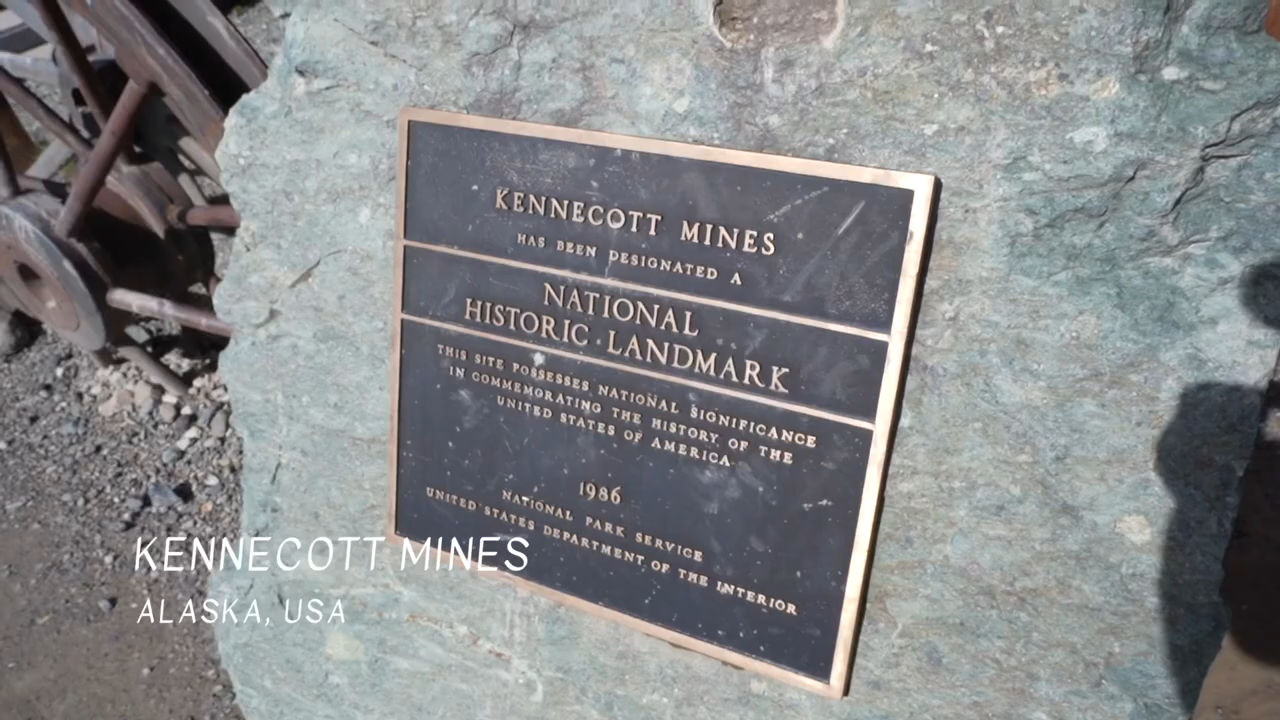 KENNECOTT MINES
HAS BEEN DESIGNATED A
NATIONAL
HISTORIC LANDMARK
THIS SITE POSSESSES NATIONAL SIGNIFICANCE
IN COMMEMORATING THE HISTORY OF THE
UNITED STATES OF AMERICA
1986
NATIONAL PARK SERVICE
UNITED STATES DEPARTMENT OF THE INTERIOR
KENNECOTT MINES
ALASKA, USA